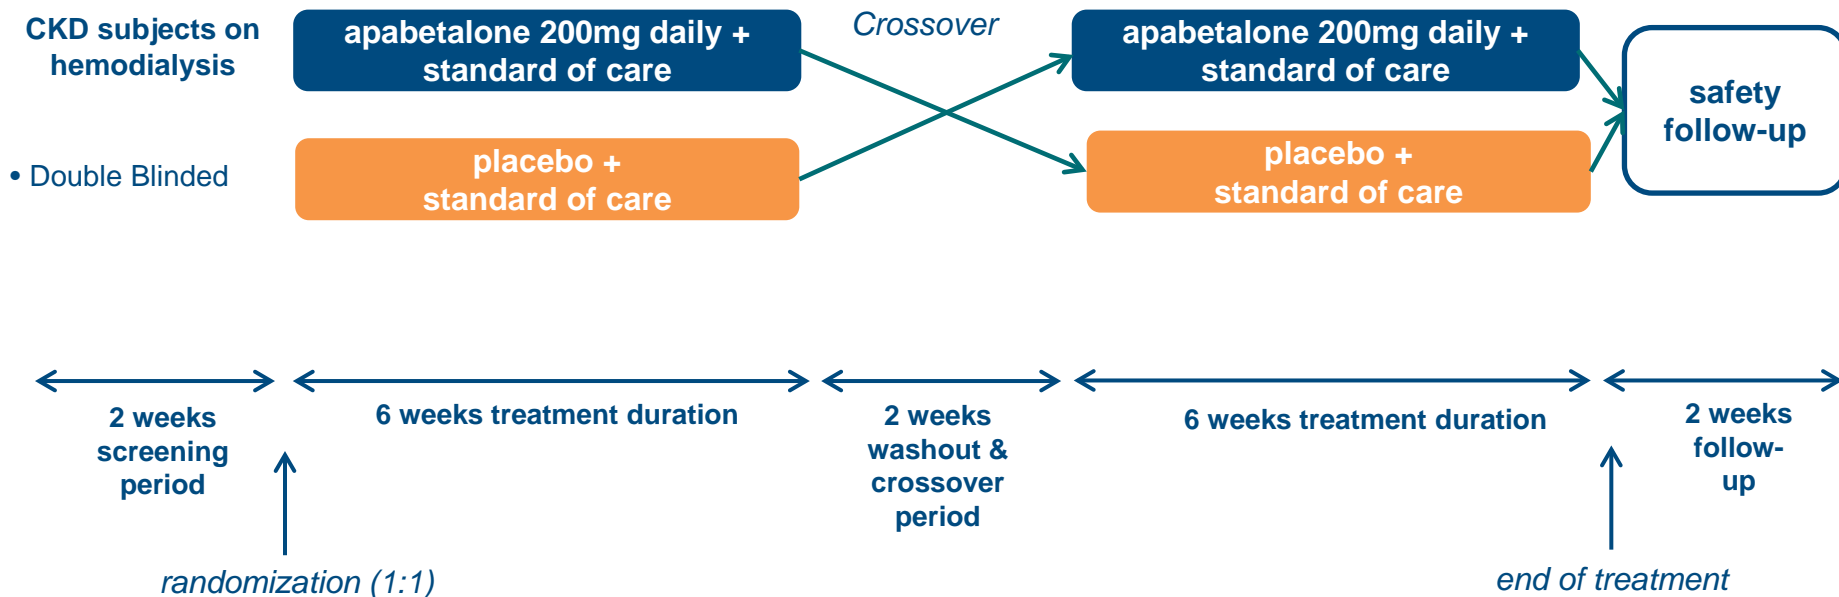 CKD subjects on
hemodialysis
• Double Blinded
apabetalone 200mg daily +
standard of care
placebo +
standard of care
Crossover
apabetalone 200mg daily +
standard of care
placebo +
standard of care
safety
follow-up
2 weeks
screening
period
6 weeks treatment duration
2 weeks
washout &
crossover
period
6 weeks treatment duration
2 weeks
follow-
up
randomization (1:1)
end of treatment